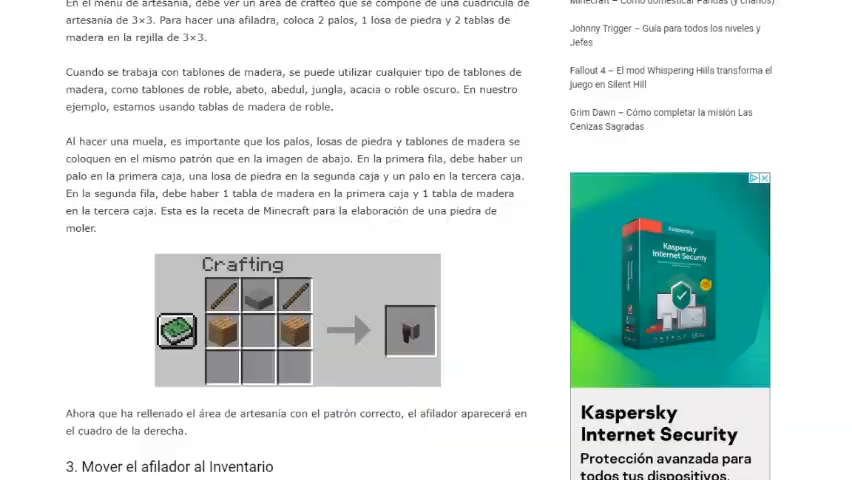 En el menú de artesanía, debe ver un área de crafteo que se compone de una cuadrícula de
artesanía de 3×3. Para hacer una afiladra, coloca 2 palos, 1 losa de piedra y 2 tablas de
madera en la rejilla de 3×3.
Cuando se trabaja con tablones de madera, se puede utilizar cualquier tipo de tablones de
madera, como tablones de roble, abeto, abedul, jungla, acacia o roble oscuro. En nuestro
ejemplo, estamos usando tablas de madera de roble.
Al hacer una muela, es importante que los palos, losas de piedra y tablones de madera se
coloquen en el mismo patrón que en la imagen de abajo. En la primera fila, debe haber un
palo en la primera caja, una losa de piedra en la segunda caja y un palo en la tercera caja.
En la segunda fila, debe haber 1 tabla de madera en la primera caja y 1 tabla de madera
en la tercera caja. Esta es la receta de Minecraft para la elaboración de una piedra de
moler.
Crafting
Ahora que ha rellenado el área de artesanía con el patrón correcto, el afilador aparecerá en
el cuadro de la derecha.
3. Mover el afilador al Inventario
Minecraft – Cómo domesticar Pandas (y criarlos)
Johnny Trigger – Guía para todos los niveles y
Jefes
Fallout 4 – El mod Whispering Hills transforma el
juego en Silent Hill
Grim Dawn – Cómo completar la misión Las
Cenizas Sagradas
kaspersky
Kaspersky
Internet Security
Kaspersky
Internet Security
Protección avanzada para
todos tus dispositivos.